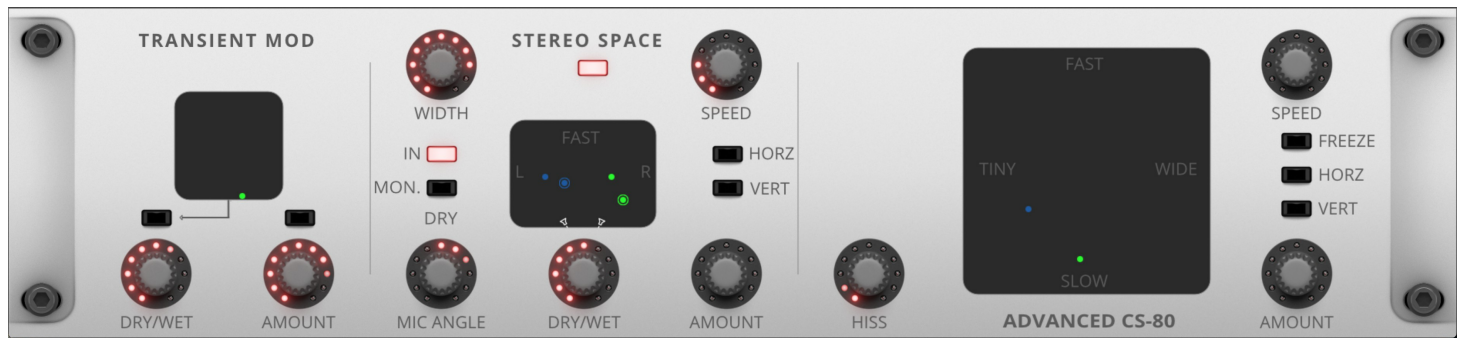 TRANSIENT MOD
DRY/WET
AMOUNT
STEREO SPACE
WIDTH
SPEED
IN
MON.
DRY
FAST
L
R
HORZ
VERT
MIC ANGLE
DRY/WET
AMOUNT
HISS
FAST
TINY
WIDE
SLOW
ADVANCED CS-80
SPEED
FREEZE
HORZ
VERT
AMOUNT